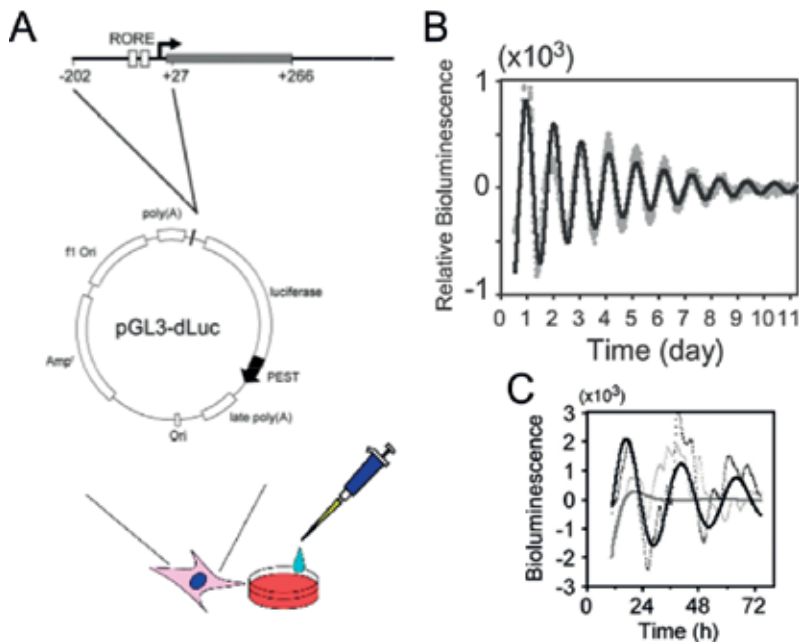 A
RORE
-202
+27
+266
poly(A)
f1 Ori
luciferase
pGL3-dLuc
Ampʳ
PEST
late poly(A)
Ori
B
(x10³)
Relative Bioluminescence
1
0
-1
0 1 2 3 4 5 6 7 8 9 10 11
Time (day)
C
(x10³)
Bioluminescence
3
2
1
0
-1
-2
-3
24 48 72
Time (h)